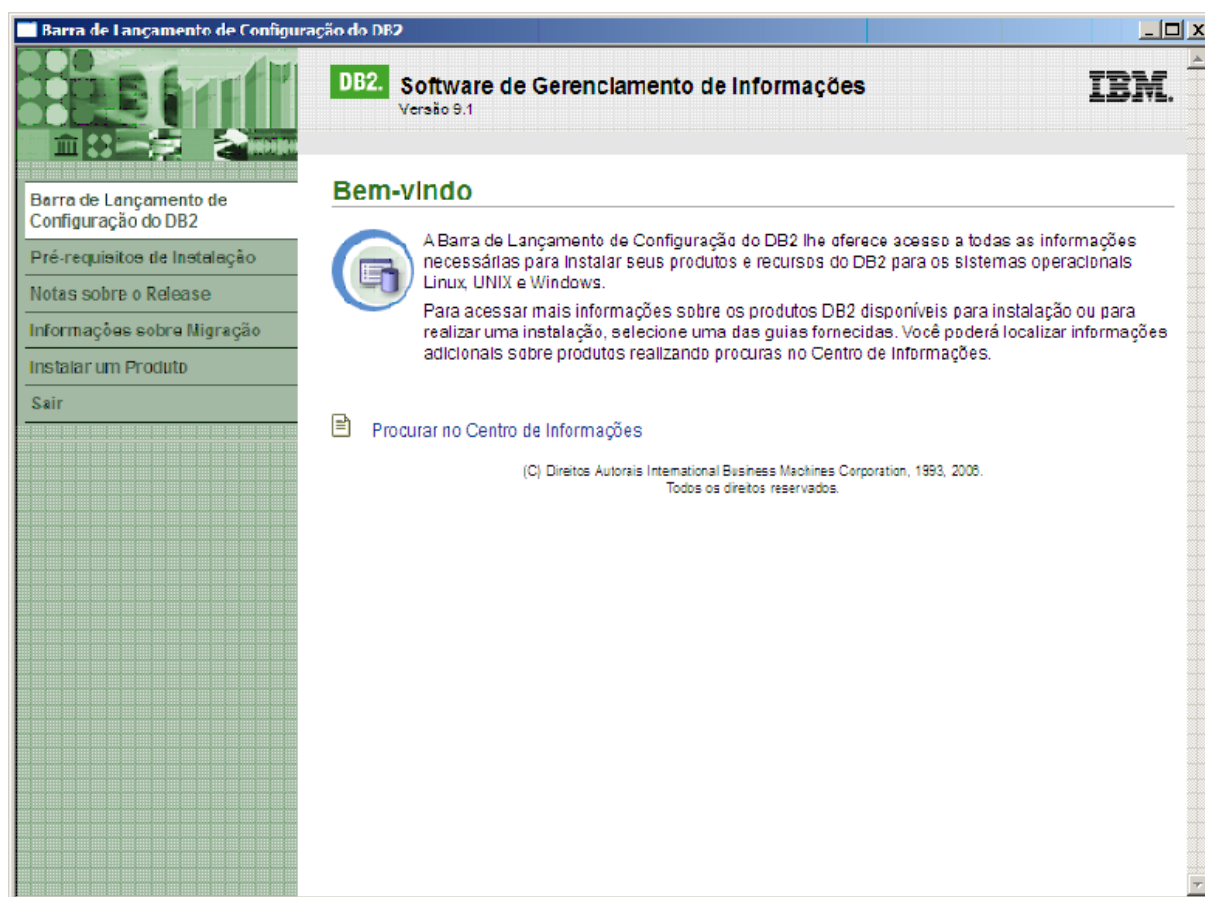 Barra de Lançamento de Configuração do DB2
DB2. Software de Gerenciamento de Informações
Versão 9.1
IBM.
Barra de Lançamento de
Configuração do DB2
Pré-requisitos de Instalação
Notas sobre o Release
Informações sobre Migração
Instalar um Produto
Sair
Bem-vindo
A Barra de Lançamento de Configuração do DB2 lhe oferece acesso a todas as informações
necessárias para instalar seus produtos e recursos do DB2 para os sistemas operacionais
Linux, UNIX e Windows.
Para acessar mais informações sobre os produtos DB2 disponíveis para instalação ou para
realizar uma instalação, selecione uma das guias fornecidas. Você poderá localizar informações
adicionais sobre produtos realizando procuras no Centro de Informações.
Procurar no Centro de Informações
(C) Direitos Autorais International Business Machines Corporation, 1993, 2006.
Todos os direitos reservados.